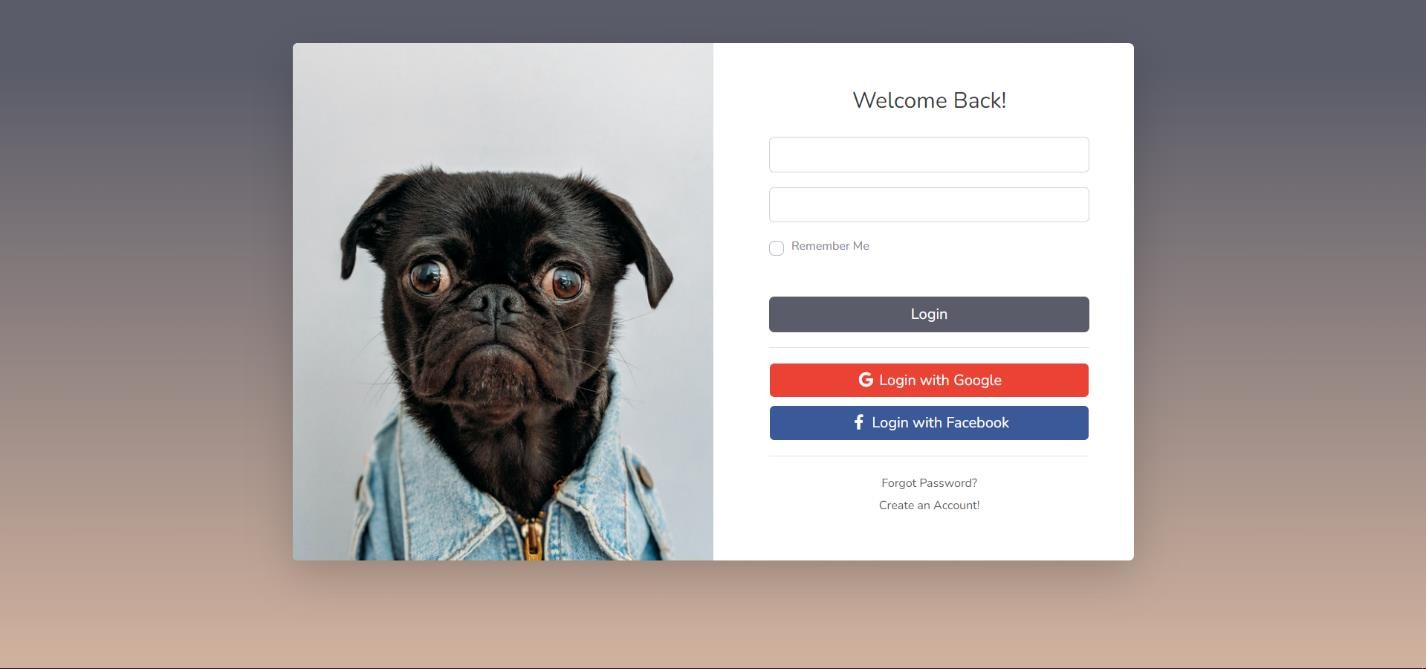 Welcome Back!
Remember Me
Login
Login with Google
Login with Facebook
Forgot Password?
Create an Account!